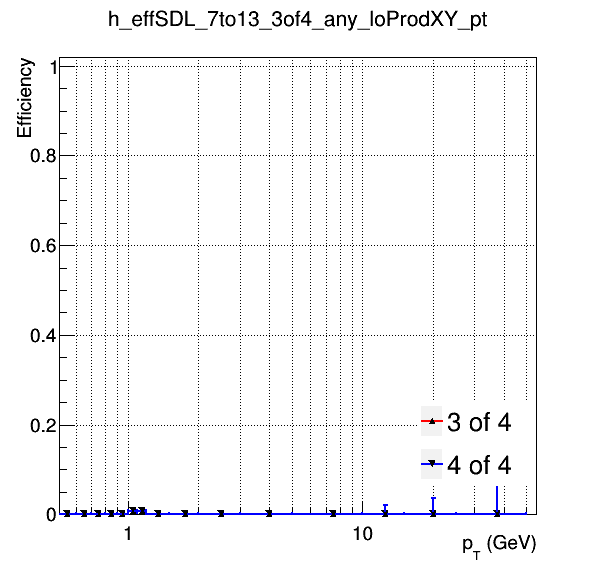 h_effSDL_7to13_3of4_any_loProdXY_pt
Efficiency
1
0.8
0.6
0.4
0.2
0
3 of 4
4 of 4
1
10
p_T (GeV)